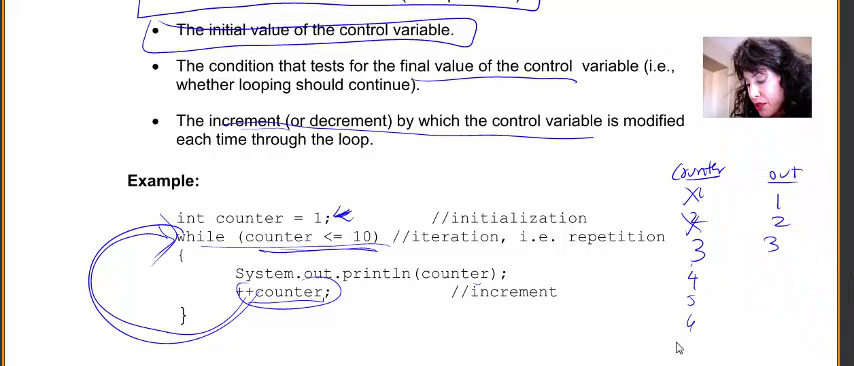 • The initial value of the control variable.
• The condition that tests for the final value of the control variable (i.e.,
whether looping should continue).
• The increment (or decrement) by which the control variable is modified
each time through the loop.
Example:
int counter = 1; //initialization
while (counter <= 10) //iteration, i.e. repetition
{
System.out.println(counter);
++counter; //increment
}
Counter out
1 1
2 2
3 3
4
5
6